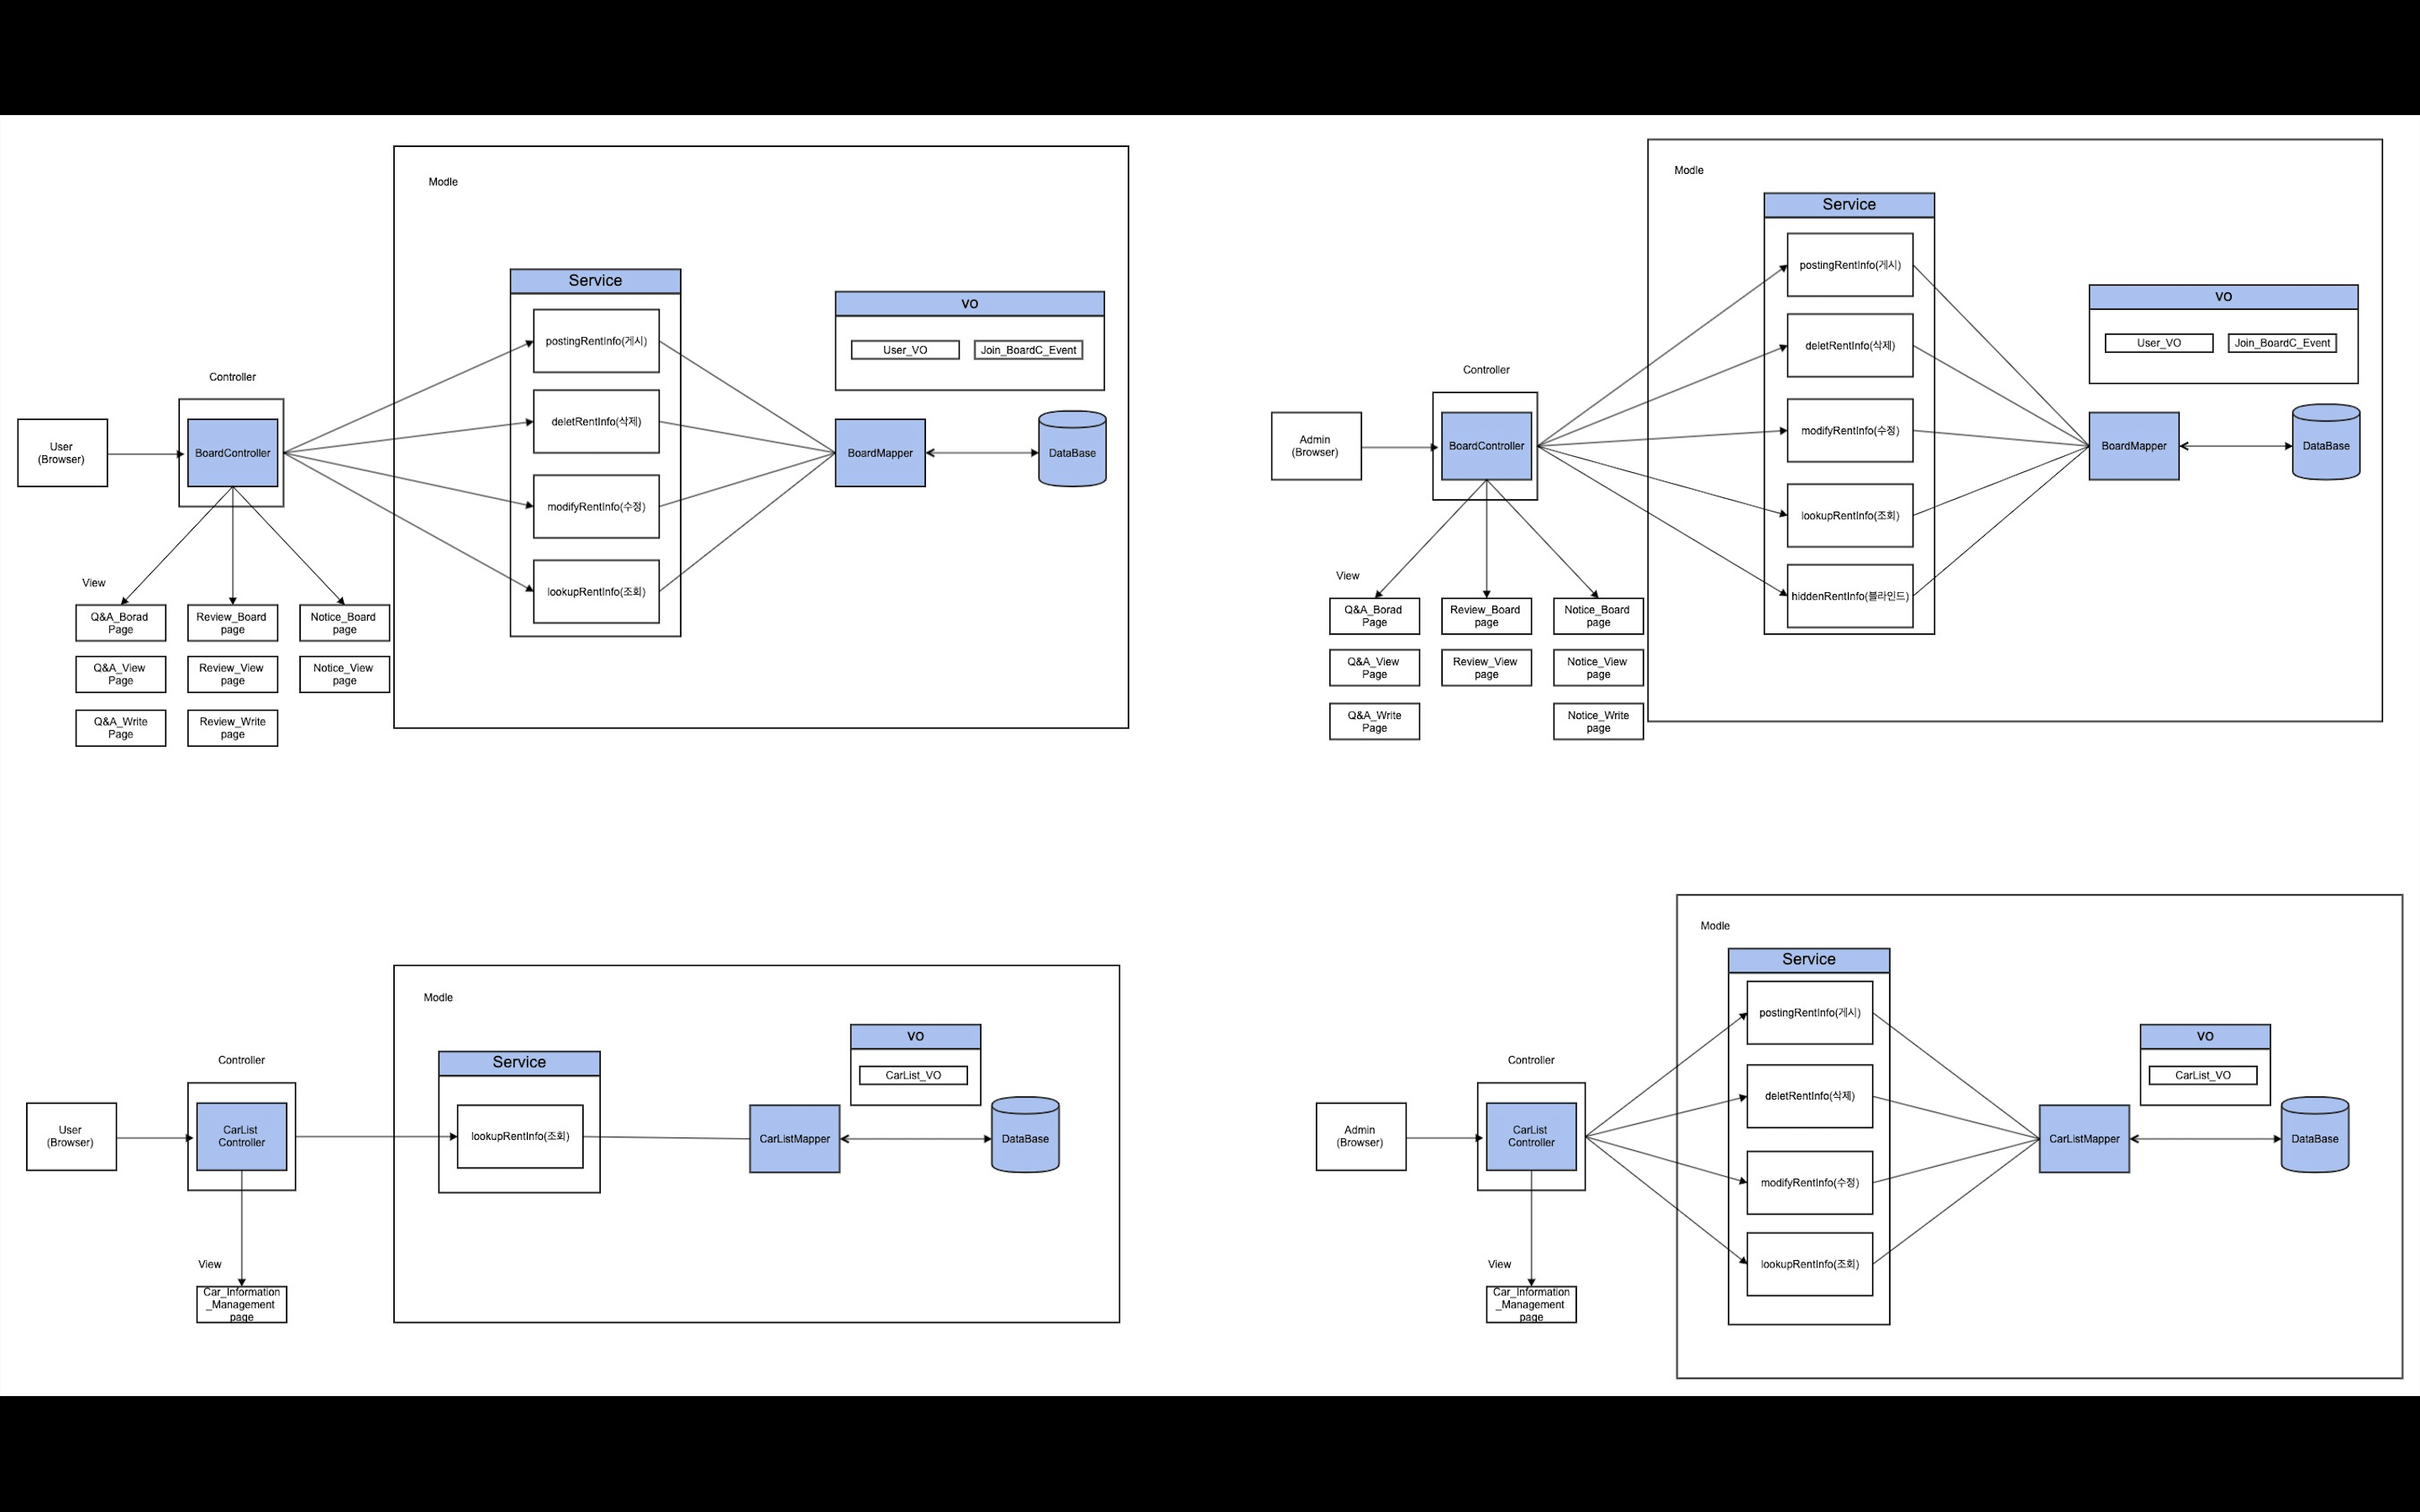 Modle
Service
postingRentInfo(게시)
deletRentInfo(삭제)
modifyRentInfo(수정)
lookupRentInfo(조회)
VO
User_VO
Join_BoardC_Event
Controller
User
(Browser)
BoardController
BoardMapper
DataBase
View
Q&A_Borad
Page
Review_Board
page
Notice_Board
page
Q&A_View
Page
Review_View
page
Notice_View
page
Q&A_Write
Page
Review_Write
page
Modle
Service
postingRentInfo(게시)
deletRentInfo(삭제)
modifyRentInfo(수정)
lookupRentInfo(조회)
hiddenRentInfo(블라인드)
VO
User_VO
Join_BoardC_Event
Controller
Admin
(Browser)
BoardController
BoardMapper
DataBase
View
Q&A_Borad
Page
Review_Board
page
Notice_Board
page
Q&A_View
Page
Review_View
page
Notice_View
page
Q&A_Write
Page
Notice_Write
page
Modle
Service
lookupRentInfo(조회)
VO
CarList_VO
Controller
User
(Browser)
CarList
Controller
CarListMapper
DataBase
View
Car_Information
_Management
page
Modle
Service
postingRentInfo(게시)
deletRentInfo(삭제)
modifyRentInfo(수정)
lookupRentInfo(조회)
VO
CarList_VO
Controller
Admin
(Browser)
CarList
Controller
CarListMapper
DataBase
View
Car_Information
_Management
page